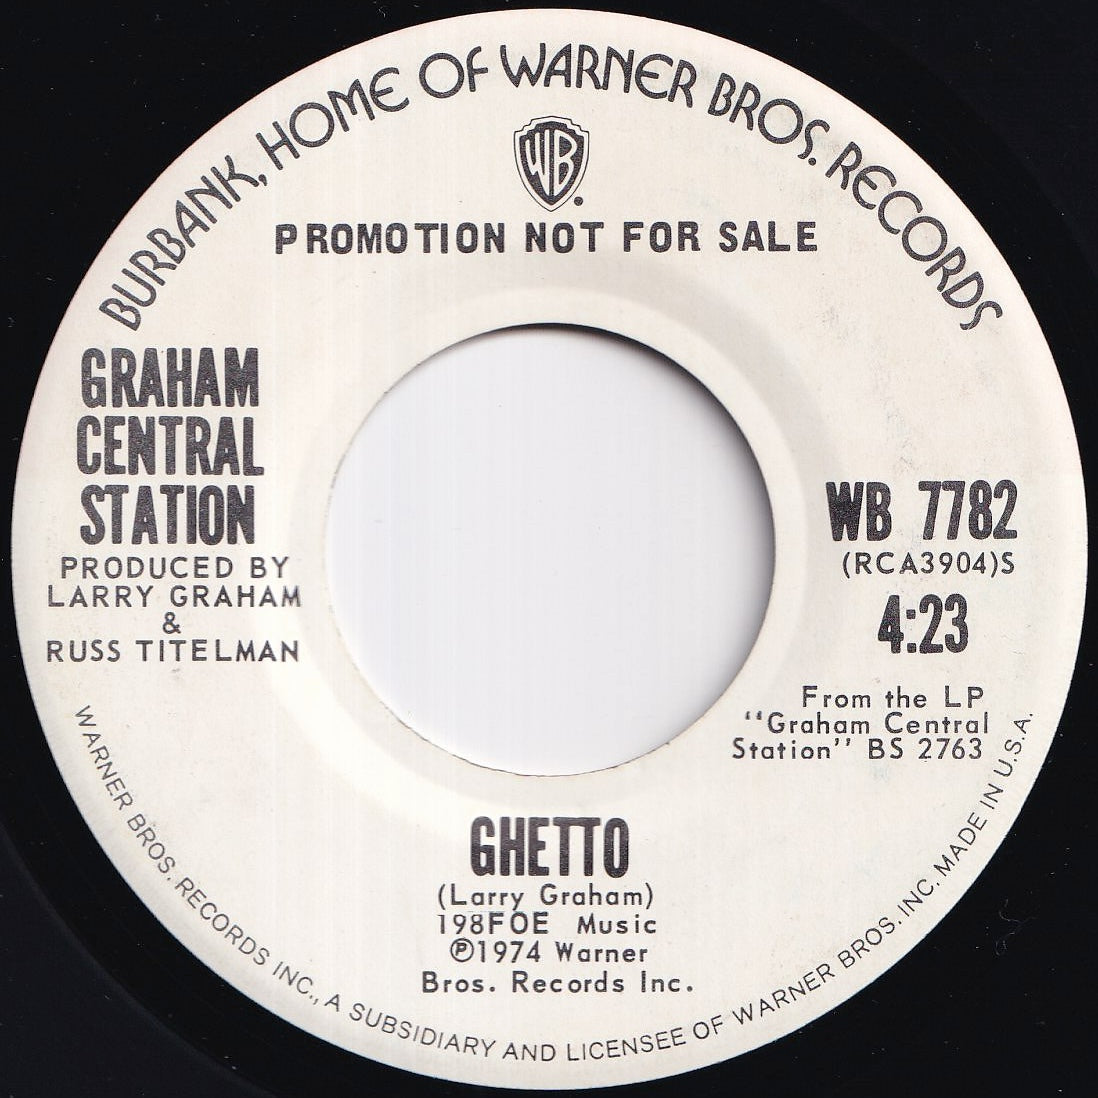 BURBANK, HOME OF WARNER BROS. RECORDS
WB
PROMOTION NOT FOR SALE
GRAHAM
CENTRAL
STATION
PRODUCED BY
LARRY GRAHAM
&
RUSS TITELMAN
WB 7782
(RCA3904)S
4:23
From the LP
"Graham Central
Station" BS 2763
GHETTO
(Larry Graham)
198FOE Music
℗1974 Warner
Bros. Records Inc.
WARNER BROS. RECORDS INC., A SUBSIDIARY AND LICENSEE OF WARNER BROS. INC. MADE IN U.S.A.